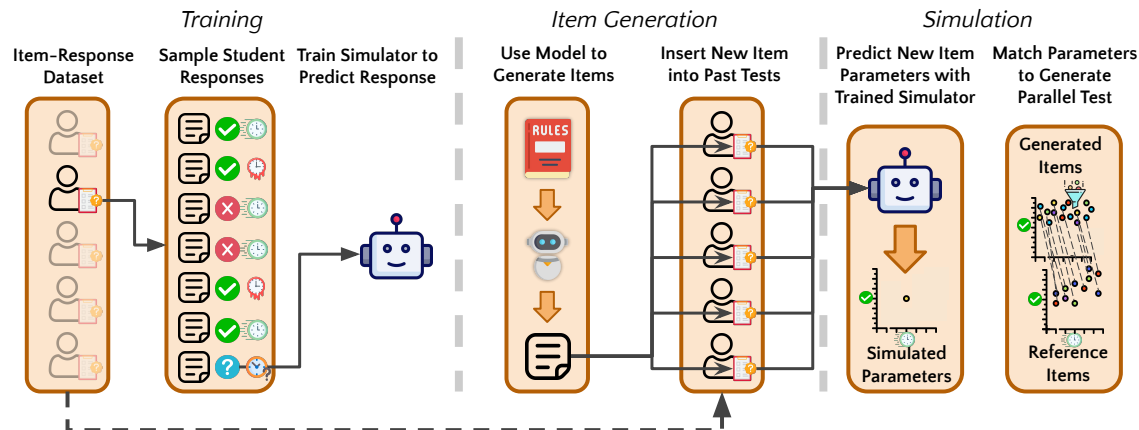 Training
Item Generation
Simulation
Item-Response
Dataset
Sample Student
Responses
Train Simulator to
Predict Response
Use Model to
Generate Items
Insert New Item
into Past Tests
Predict New Item
Parameters with
Trained Simulator
Match Parameters
to Generate
Parallel Test
RULES
Simulated
Parameters
Generated
Items
Reference
Items